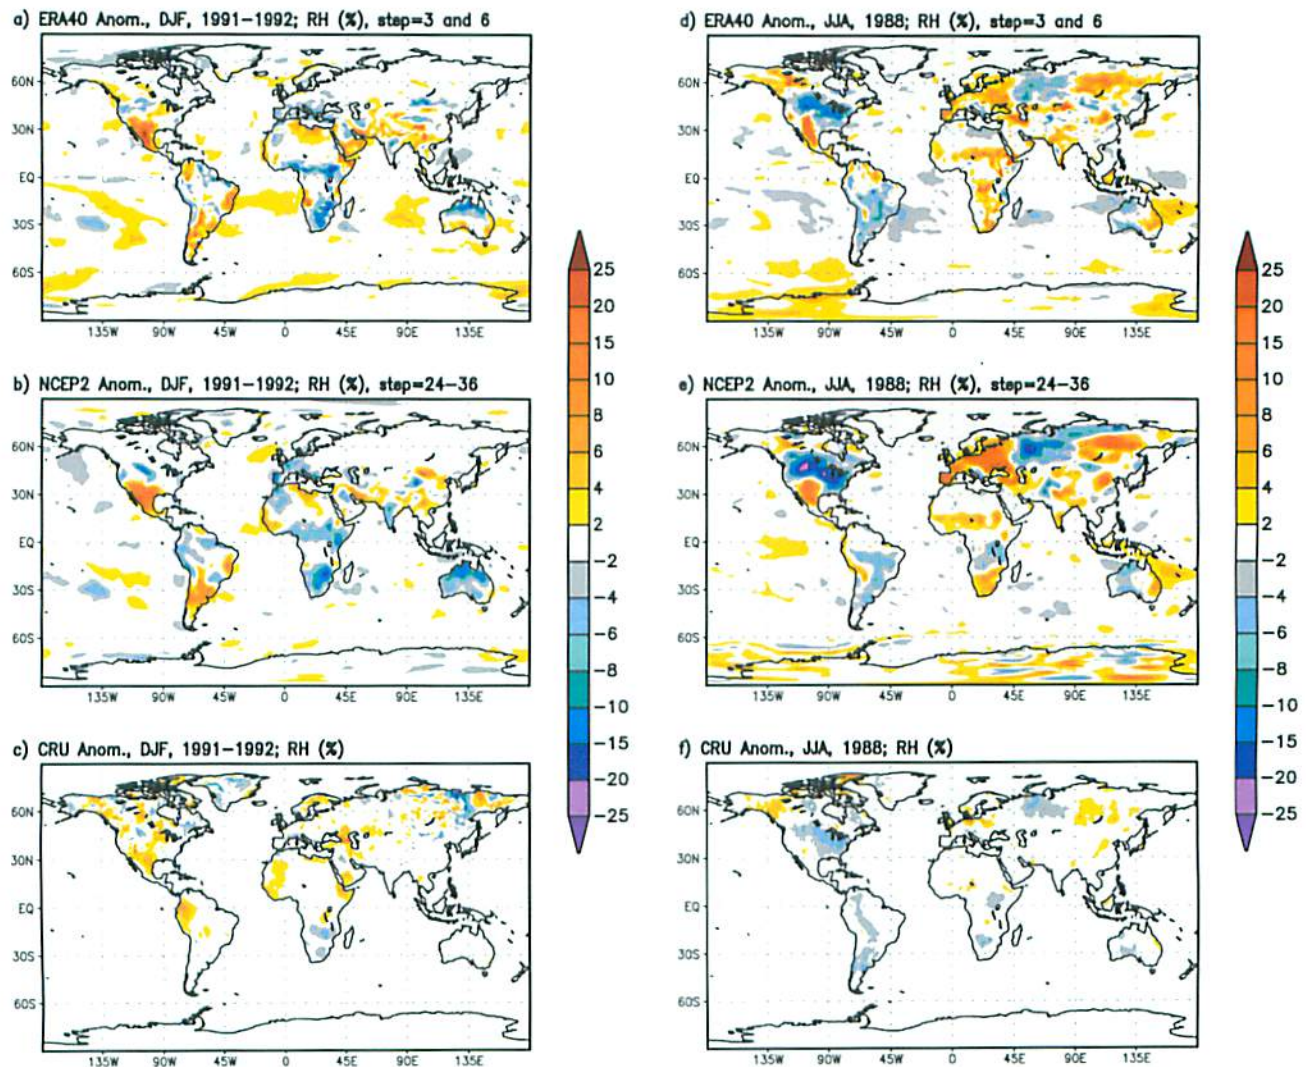 a) ERA40 Anom., DJF, 1991-1992; RH (%), step=3 and 6
60N
30N
EQ
30S
60S
135W 90W 45W 0 45E 90E 135E
b) NCEP2 Anom., DJF, 1991-1992; RH (%), step=24-36
60N
30N
EQ
30S
60S
135W 90W 45W 0 45E 90E 135E
c) CRU Anom., DJF, 1991-1992; RH (%)
60N
30N
EQ
30S
60S
135W 90W 45W 0 45E 90E 135E
25
20
15
10
8
6
4
2
-2
-4
-6
-8
-10
-15
-20
-25
d) ERA40 Anom., JJA, 1988; RH (%), step=3 and 6
60N
30N
EQ
30S
60S
135W 90W 45W 0 45E 90E 135E
e) NCEP2 Anom., JJA, 1988; RH (%), step=24-36
60N
30N
EQ
30S
60S
135W 90W 45W 0 45E 90E 135E
f) CRU Anom., JJA, 1988; RH (%)
60N
30N
EQ
30S
60S
135W 90W 45W 0 45E 90E 135E
25
20
15
10
8
6
4
2
-2
-4
-6
-8
-10
-15
-20
-25